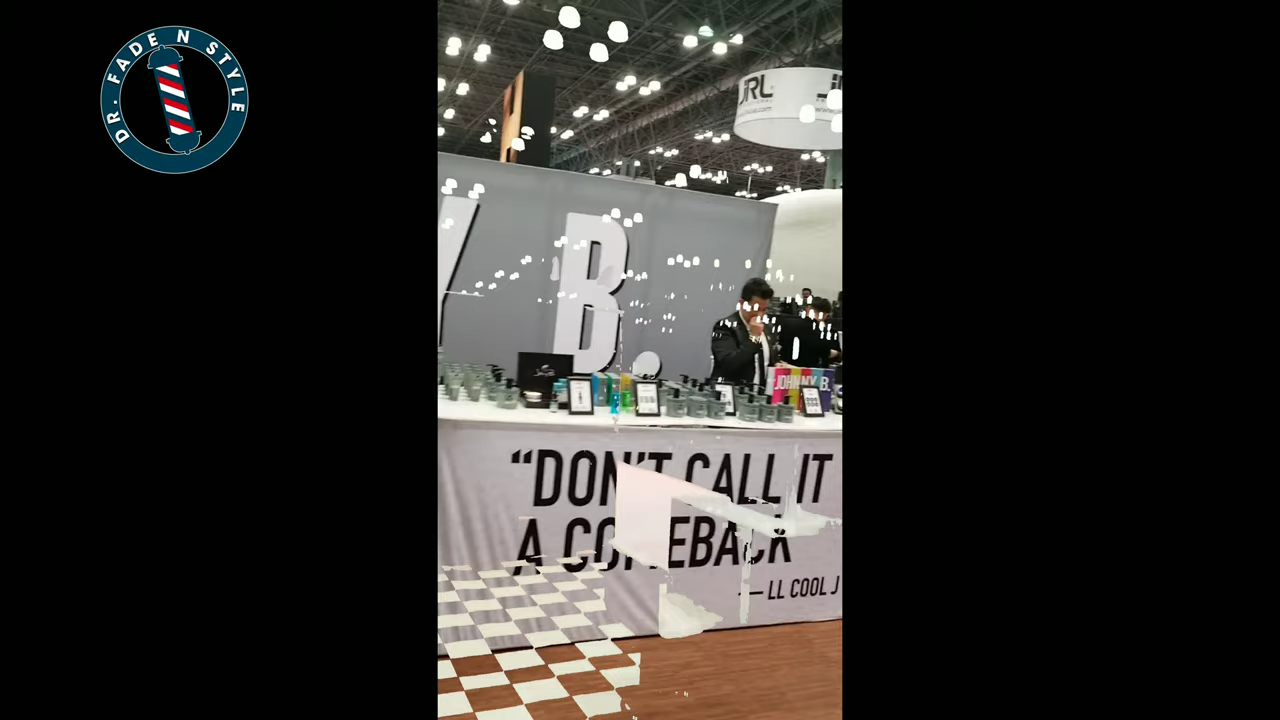 DR. FADE N STYLE
JRL
Y B.
JOHNNY B.
"DON'T CALL IT
A COMEBACK"
— LL COOL J